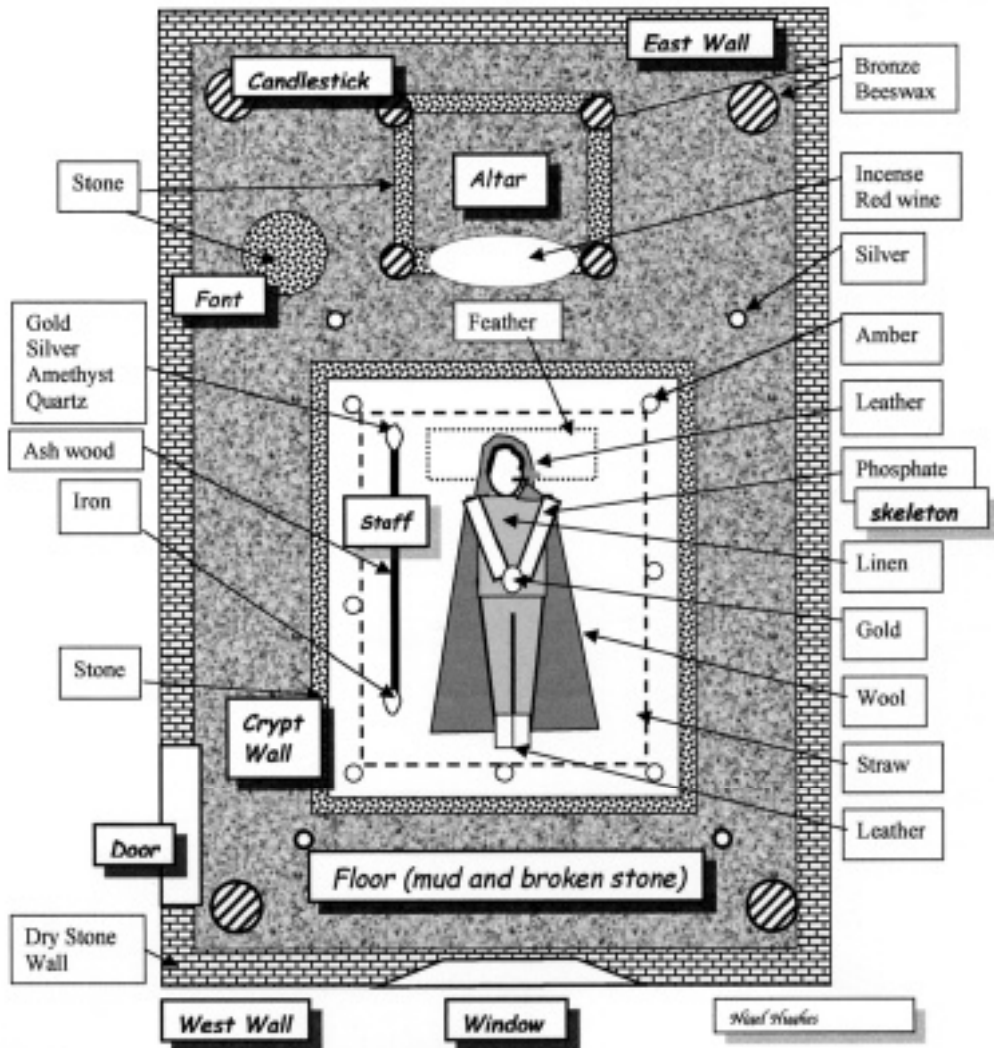 East Wall
Candlestick
Bronze
Beeswax
Stone
Altar
Incense
Red wine
Silver
Font
Feather
Gold
Silver
Amethyst
Quartz
Amber
Leather
Ash wood
Phosphate
Iron
Staff
skeleton
Linen
Gold
Stone
Wool
Crypt
Wall
Straw
Door
Leather
Floor (mud and broken stone)
Dry Stone
Wall
West Wall
Window